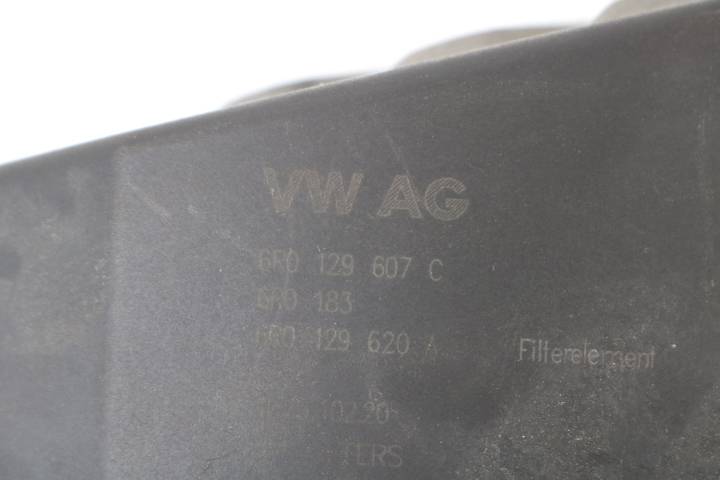 VW AG
6R0 129 607 C
6R0 183
6R0 129 620 A Filterelement